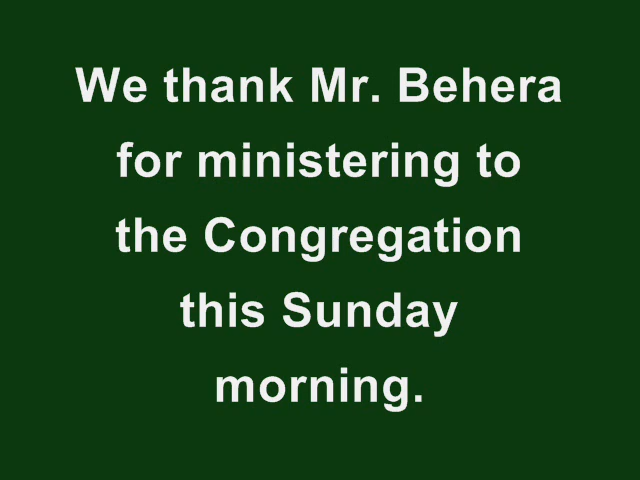 We thank Mr. Behera
for ministering to
the Congregation
this Sunday
morning.